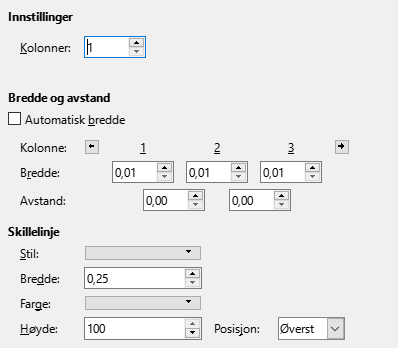 Innstillinger
Kolonner: 1
Bredde og avstand
Automatisk bredde
Kolonne: 1 2 3
Bredde: 0,01 0,01 0,01
Avstand: 0,00 0,00
Skillelinje
Stil:
Bredde: 0,25
Farge:
Høyde: 100 Posisjon: Øverst